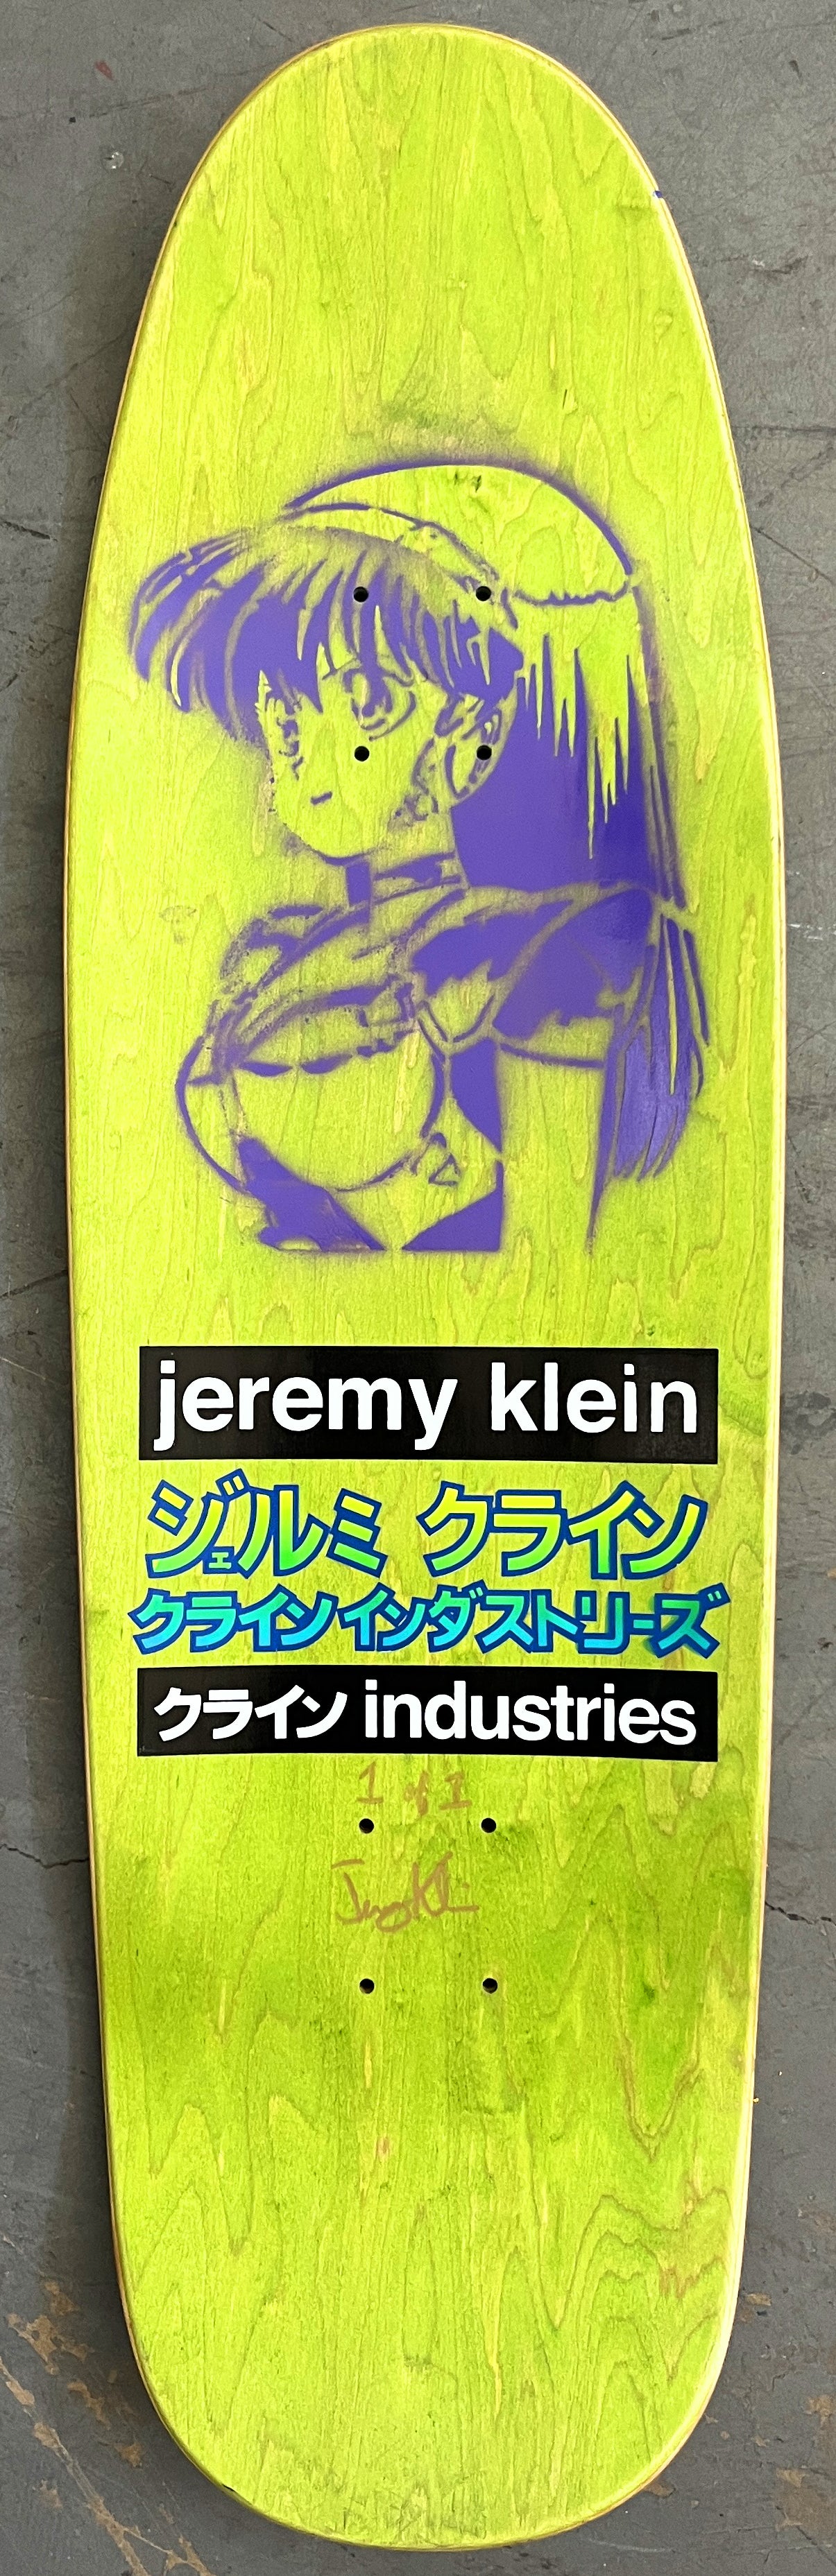 jeremy klein
ジェルミ クライン
クラインインダストリーズ
クライン industries
1 of 1